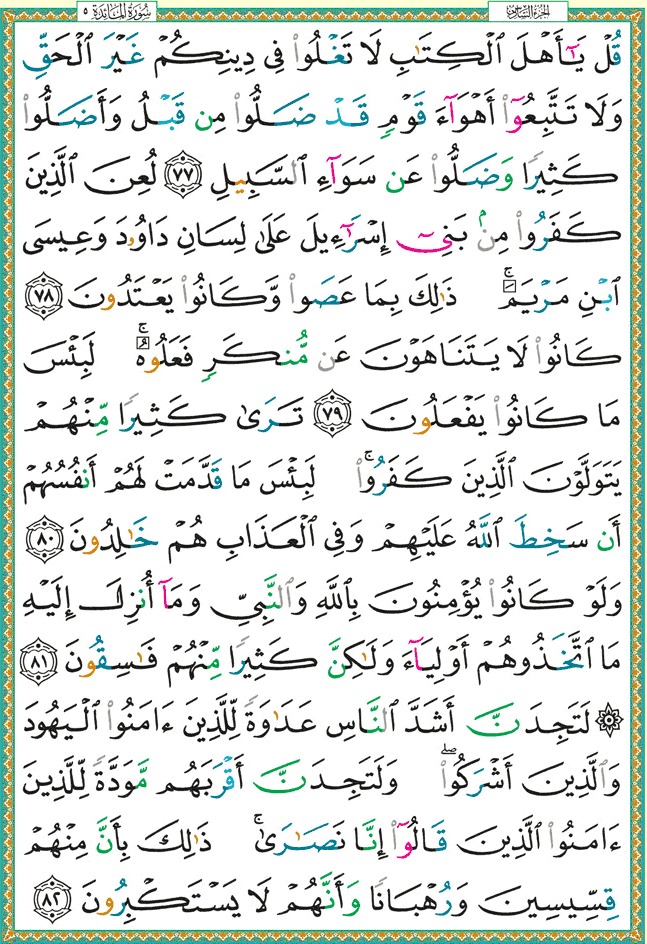 الجزء السادس سورة المائدة ٥
قُلْ يَٰٓأَهْلَ ٱلْكِتَٰبِ لَا تَغْلُوا۟ فِى دِينِكُمْ غَيْرَ ٱلْحَقِّ
وَلَا تَتَّبِعُوٓا۟ أَهْوَآءَ قَوْمٍ قَدْ ضَلُّوا۟ مِن قَبْلُ وَأَضَلُّوا۟
كَثِيرًا وَضَلُّوا۟ عَن سَوَآءِ ٱلسَّبِيلِ ٧٧ لُعِنَ ٱلَّذِينَ
كَفَرُوا۟ مِنۢ بَنِىٓ إِسْرَٰٓءِيلَ عَلَىٰ لِسَانِ دَاوُۥدَ وَعِيسَى
ٱبْنِ مَرْيَمَ ۚ ذَٰلِكَ بِمَا عَصَوا۟ وَّكَانُوا۟ يَعْتَدُونَ ٧٨
كَانُوا۟ لَا يَتَنَاهَوْنَ عَن مُّنكَرٍ فَعَلُوهُ ۚ لَبِئْسَ
مَا كَانُوا۟ يَفْعَلُونَ ٧٩ تَرَىٰ كَثِيرًا مِّنْهُمْ
يَتَوَلَّوْنَ ٱلَّذِينَ كَفَرُوا۟ ۚ لَبِئْسَ مَا قَدَّمَتْ لَهُمْ أَنفُسُهُمْ
أَن سَخِطَ ٱللَّهُ عَلَيْهِمْ وَفِى ٱلْعَذَابِ هُمْ خَٰلِدُونَ ٨٠
وَلَوْ كَانُوا۟ يُؤْمِنُونَ بِٱللَّهِ وَٱلنَّبِىِّ وَمَآ أُنزِلَ إِلَيْهِ
مَا ٱتَّخَذُوهُمْ أَوْلِيَآءَ وَلَٰكِنَّ كَثِيرًا مِّنْهُمْ فَٰسِقُونَ ٨١
۞ لَتَجِدَنَّ أَشَدَّ ٱلنَّاسِ عَدَٰوَةً لِّلَّذِينَ ءَامَنُوا۟ ٱلْيَهُودَ
وَٱلَّذِينَ أَشْرَكُوا۟ ۖ وَلَتَجِدَنَّ أَقْرَبَهُم مَّوَدَّةً لِّلَّذِينَ
ءَامَنُوا۟ ٱلَّذِينَ قَالُوٓا۟ إِنَّا نَصَٰرَىٰ ۚ ذَٰلِكَ بِأَنَّ مِنْهُمْ
قِسِّيسِينَ وَرُهْبَانًا وَأَنَّهُمْ لَا يَسْتَكْبِرُونَ ٨٢